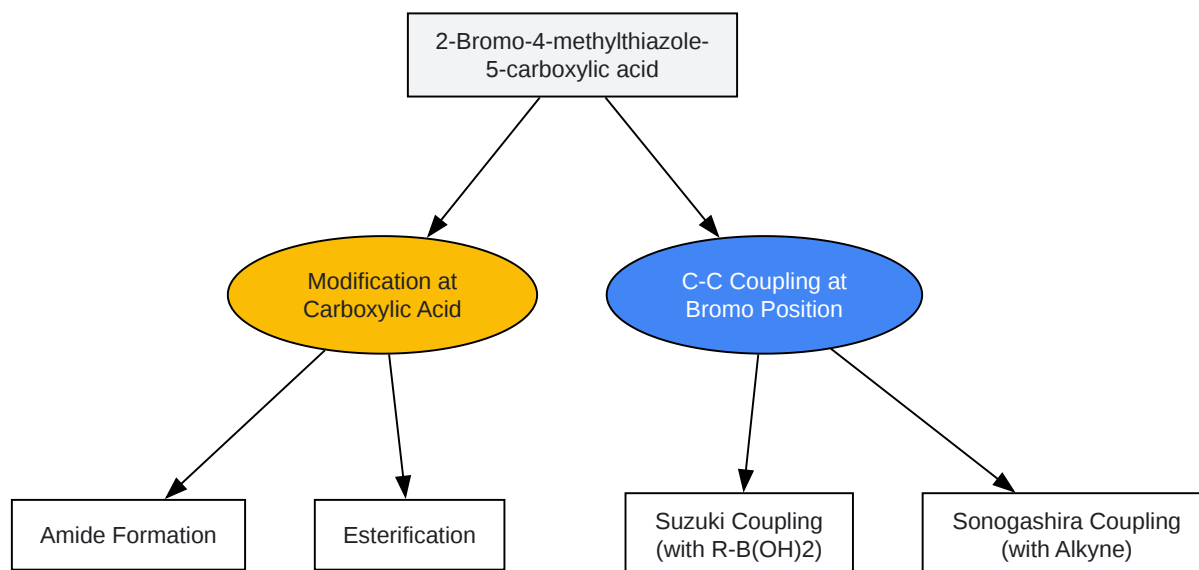 2-Bromo-4-methylthiazole-
5-carboxylic acid
Modification at
Carboxylic Acid
C-C Coupling at
Bromo Position
Amide Formation
Esterification
Suzuki Coupling
(with R-B(OH)2)
Sonogashira Coupling
(with Alkyne)